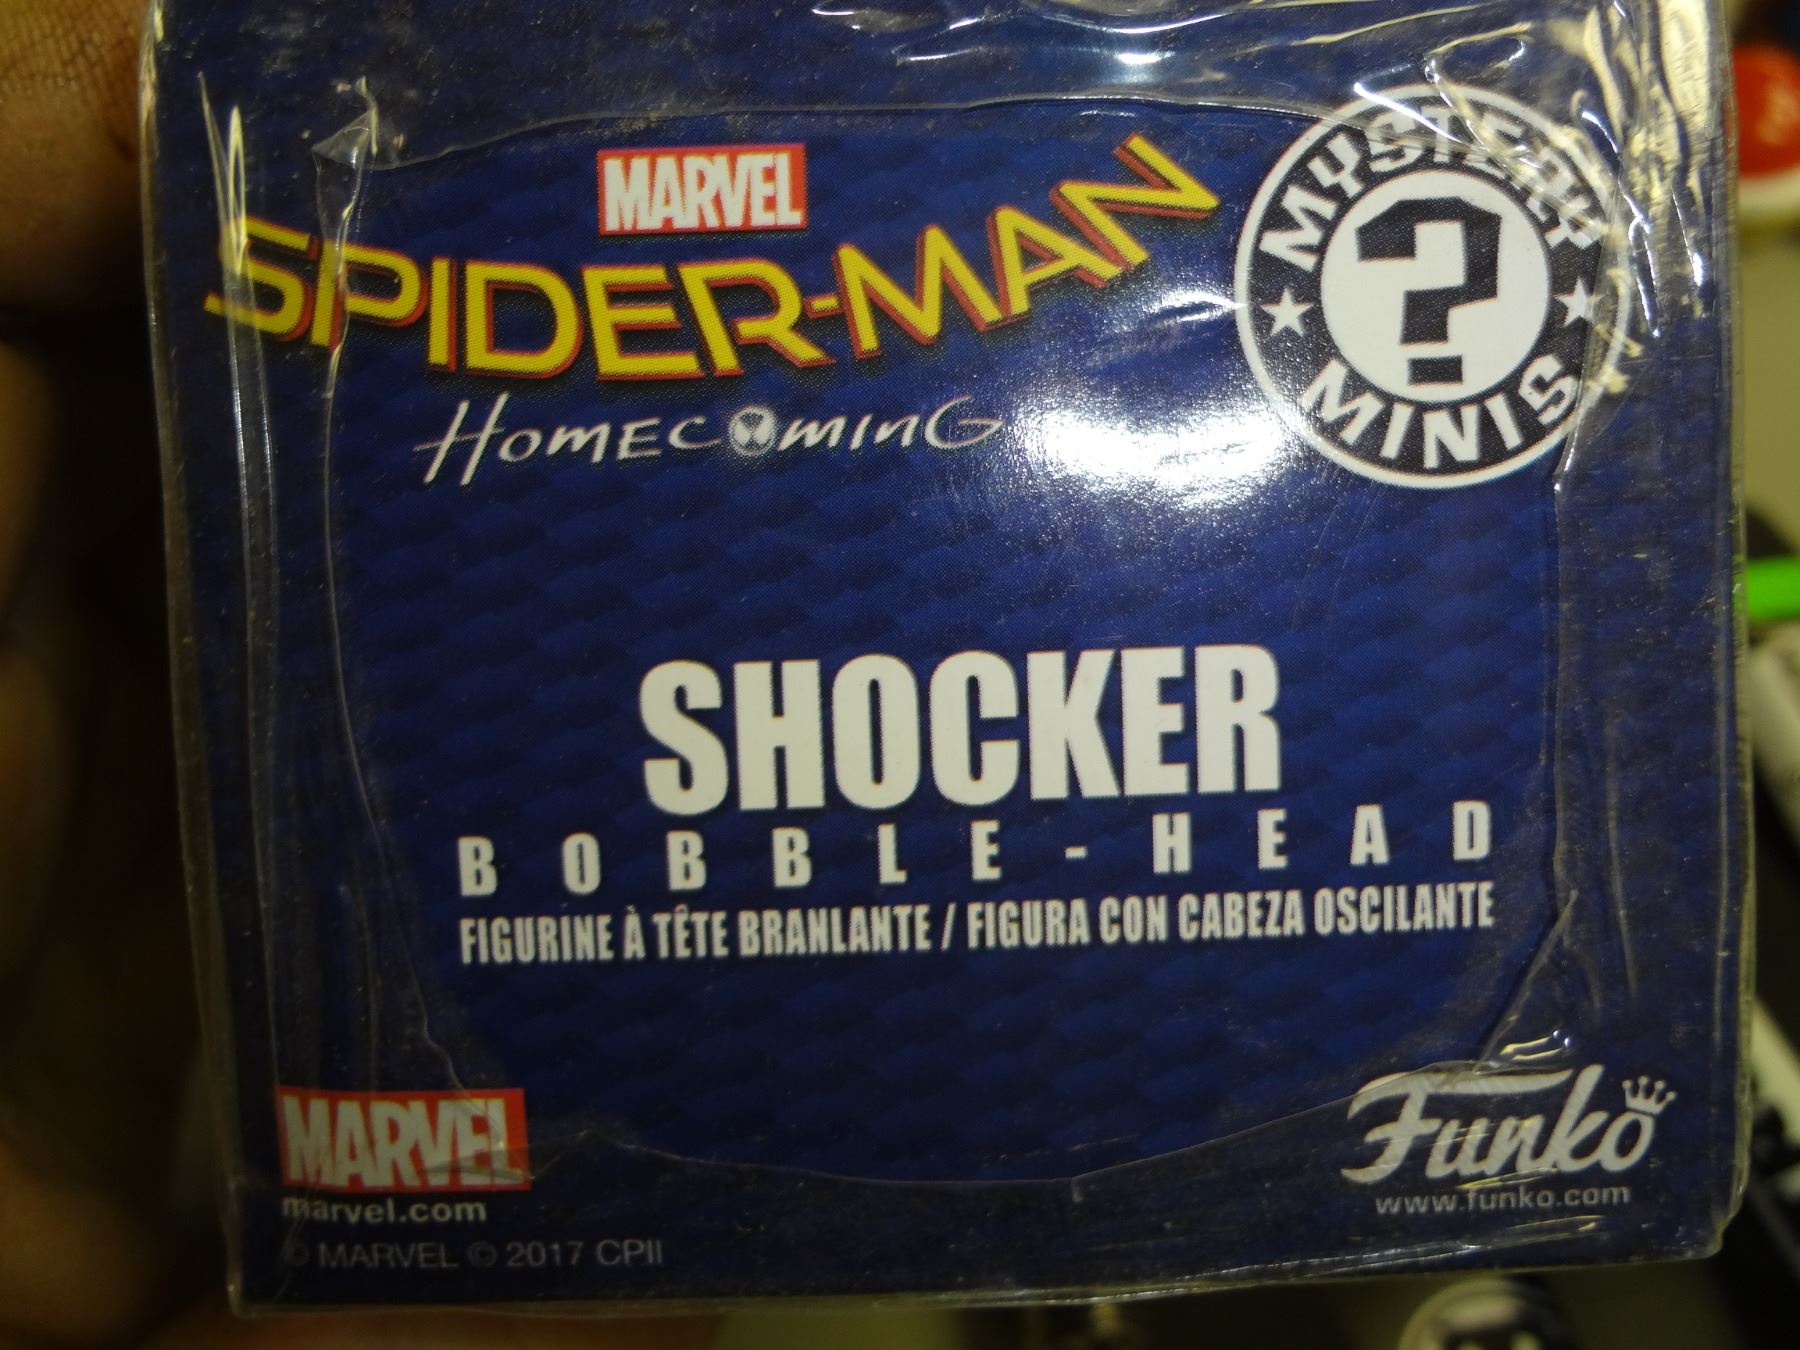 MARVEL
SPIDER-MAN
HOMECOMING
MYSTERY
?
MINIS
SHOCKER
BOBBLE-HEAD
FIGURINE À TÊTE BRANLANTE / FIGURA CON CABEZA OSCILANTE
MARVEL
marvel.com
© MARVEL © 2017 CPII
Funko
www.funko.com